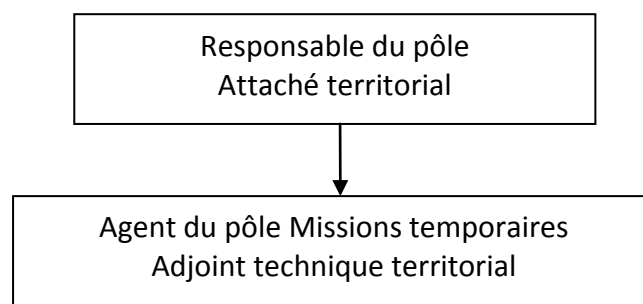 Responsable du pôle
Attaché territorial
Agent du pôle Missions temporaires
Adjoint technique territorial